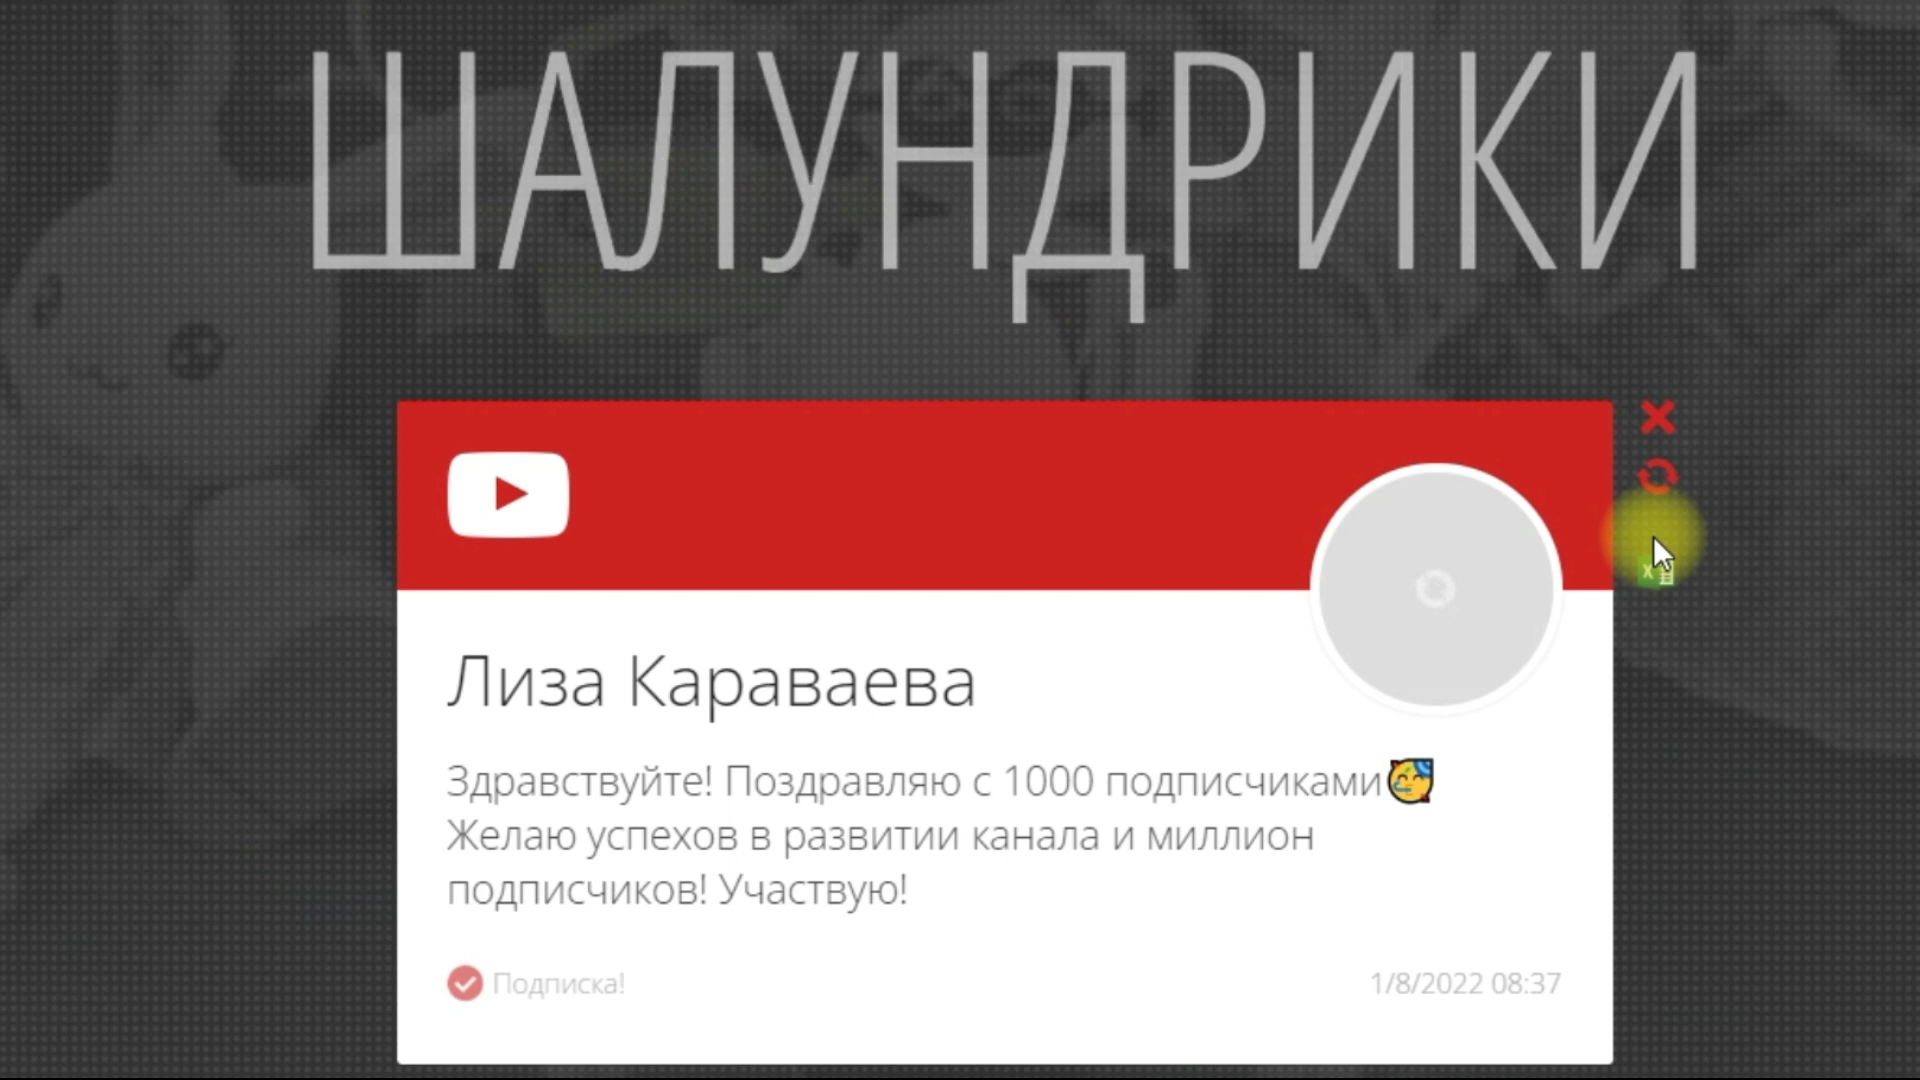 ШАЛУНДРИКИ
Лиза Караваева
Здравствуйте! Поздравляю с 1000 подписчиками🥳
Желаю успехов в развитии канала и миллион
подписчиков! Участвую!
Подписка!
1/8/2022 08:37